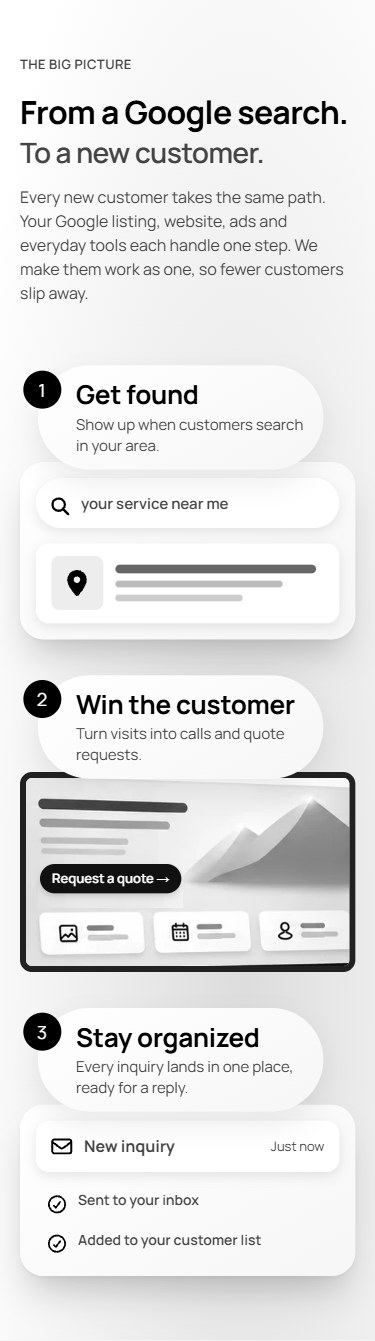 THE BIG PICTURE
From a Google search.
To a new customer.
Every new customer takes the same path.
Your Google listing, website, ads and
everyday tools each handle one step. We
make them work as one, so fewer customers
slip away.
1
Get found
Show up when customers search
in your area.
your service near me
2
Win the customer
Turn visits into calls and quote
requests.
Request a quote →
3
Stay organized
Every inquiry lands in one place,
ready for a reply.
New inquiry
Just now
Sent to your inbox
Added to your customer list